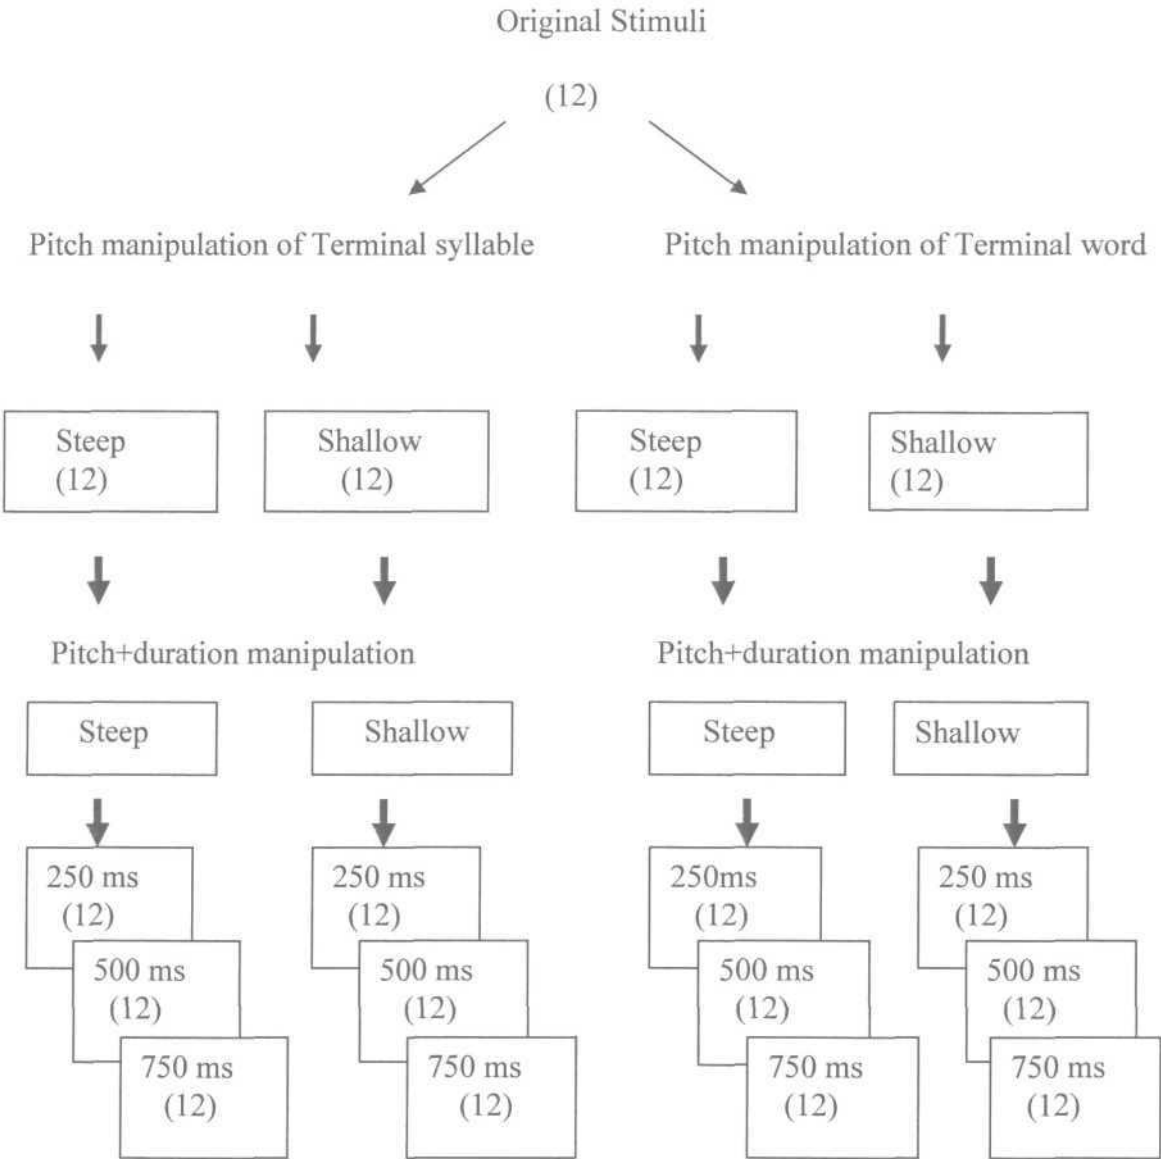 Original Stimuli
(12)
Pitch manipulation of Terminal syllable
Pitch manipulation of Terminal word
Steep
(12)
Shallow
(12)
Steep
(12)
Shallow
(12)
Pitch+duration manipulation
Pitch+duration manipulation
Steep
Shallow
Steep
Shallow
250 ms
(12)
500 ms
(12)
750 ms
(12)
250 ms
(12)
500 ms
(12)
750 ms
(12)
250ms
(12)
500 ms
(12)
750 ms
(12)
250 ms
(12)
500 ms
(12)
750 ms
(12)